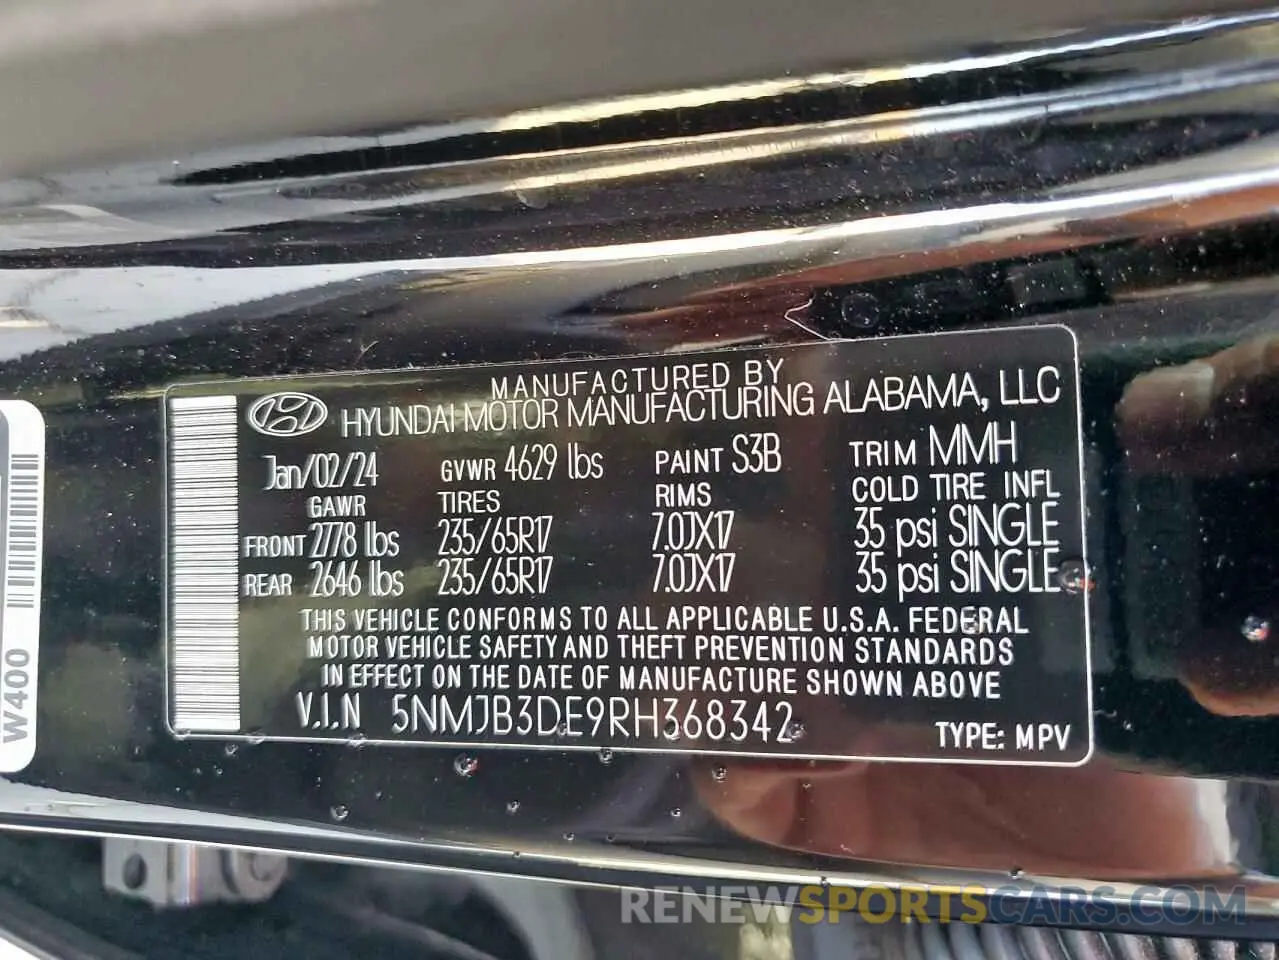 MANUFACTURED BY
HYUNDAI MOTOR MANUFACTURING ALABAMA, LLC
Jan/02/24 GVWR 4629 lbs PAINT S3B TRIM MMH
GAWR TIRES RIMS COLD TIRE INFL
FRONT 2778 lbs 235/65R17 7.0JX17 35 psi SINGLE
REAR 2646 lbs 235/65R17 7.0JX17 35 psi SINGLE
THIS VEHICLE CONFORMS TO ALL APPLICABLE U.S.A. FEDERAL
MOTOR VEHICLE SAFETY AND THEFT PREVENTION STANDARDS
IN EFFECT ON THE DATE OF MANUFACTURE SHOWN ABOVE
V.I.N 5NMJB3DE9RH368342 TYPE: MPV
W400
RENEWSPORTSCARS.COM